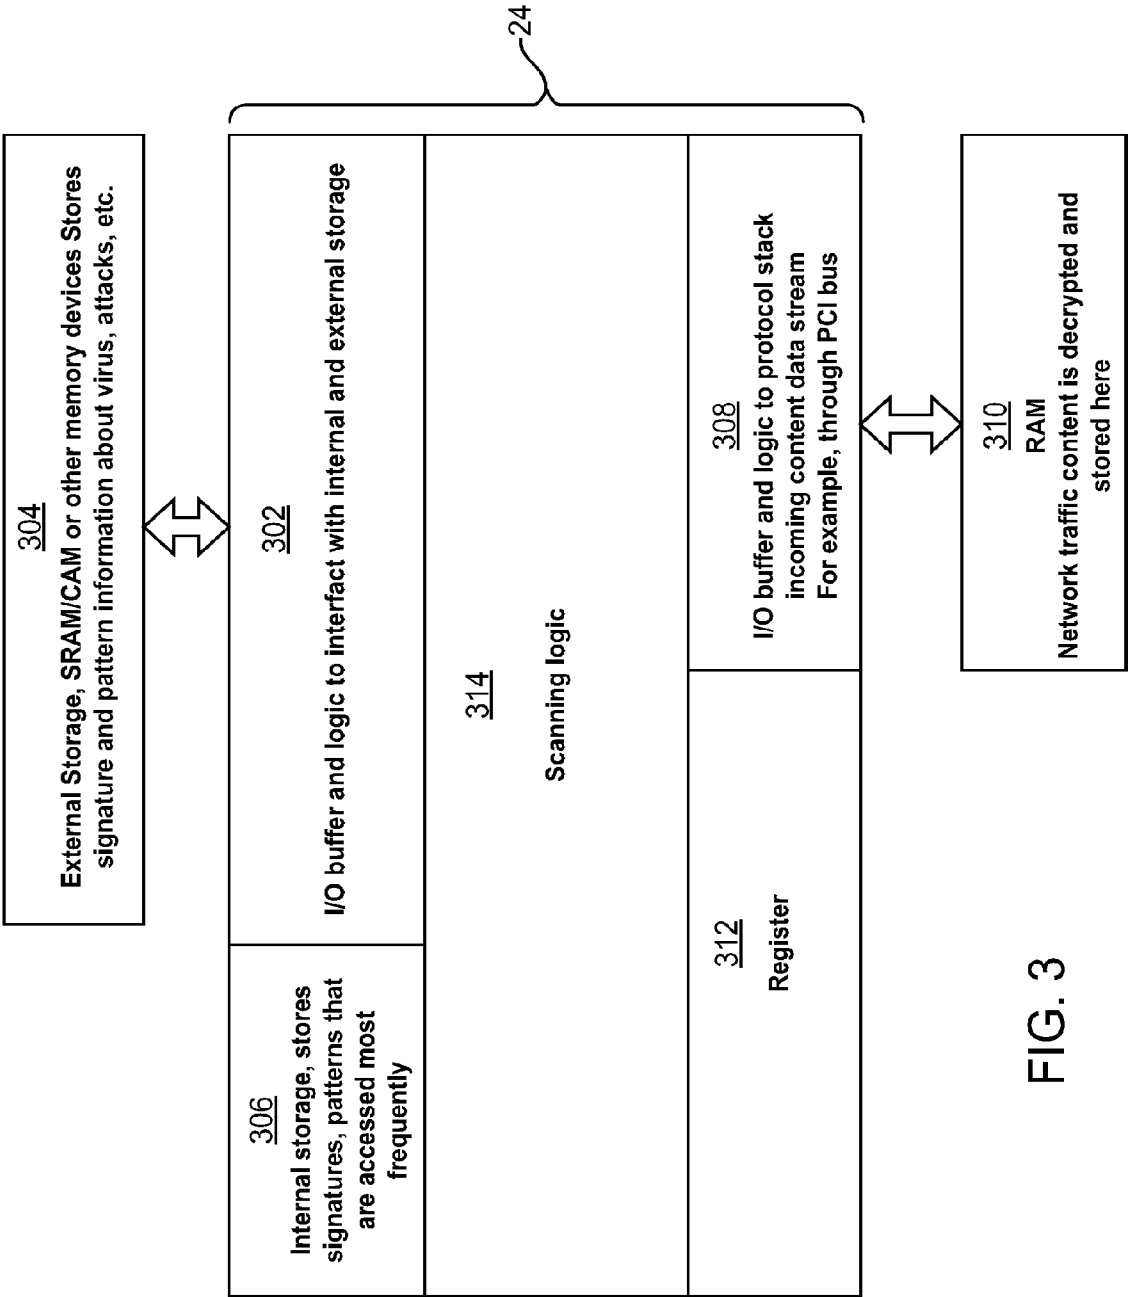 24
304
External Storage, SRAM/CAM or other memory devices Stores
signature and pattern information about virus, attacks, etc.
306
Internal storage, stores
signatures, patterns that
are accessed most
frequently
302
I/O buffer and logic to interfact with internal and external storage
314
Scanning logic
312
Register
308
I/O buffer and logic to protocol stack
incoming content data stream
For example, through PCI bus
310
RAM
Network traffic content is decrypted and
stored here
FIG. 3